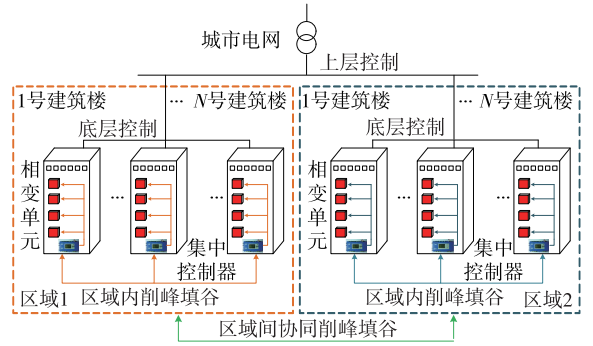 城市电网
上层控制
1号建筑楼 ··· N号建筑楼
底层控制
相变单元
···
···
集中控制器
区域1
区域内削峰填谷
1号建筑楼 ··· N号建筑楼
底层控制
相变单元
···
···
集中控制器
区域内削峰填谷
区域2
区域间协同削峰填谷